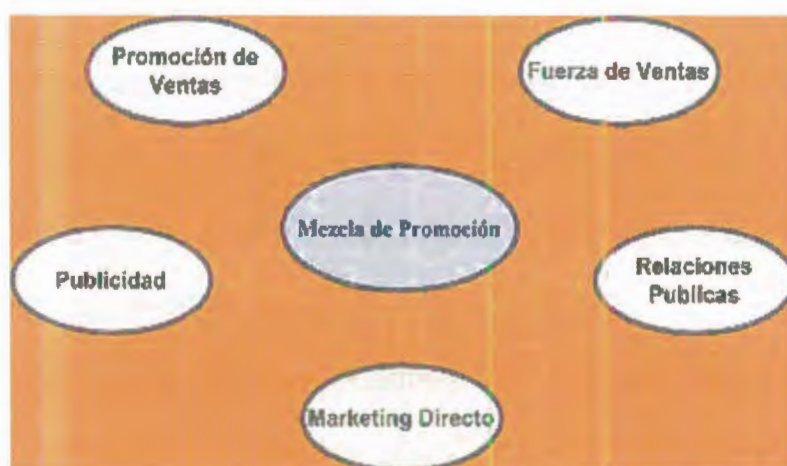 Promoción de
Ventas
Fuerza de Ventas
Mezcla de Promoción
Publicidad
Relaciones
Publicas
Marketing Directo